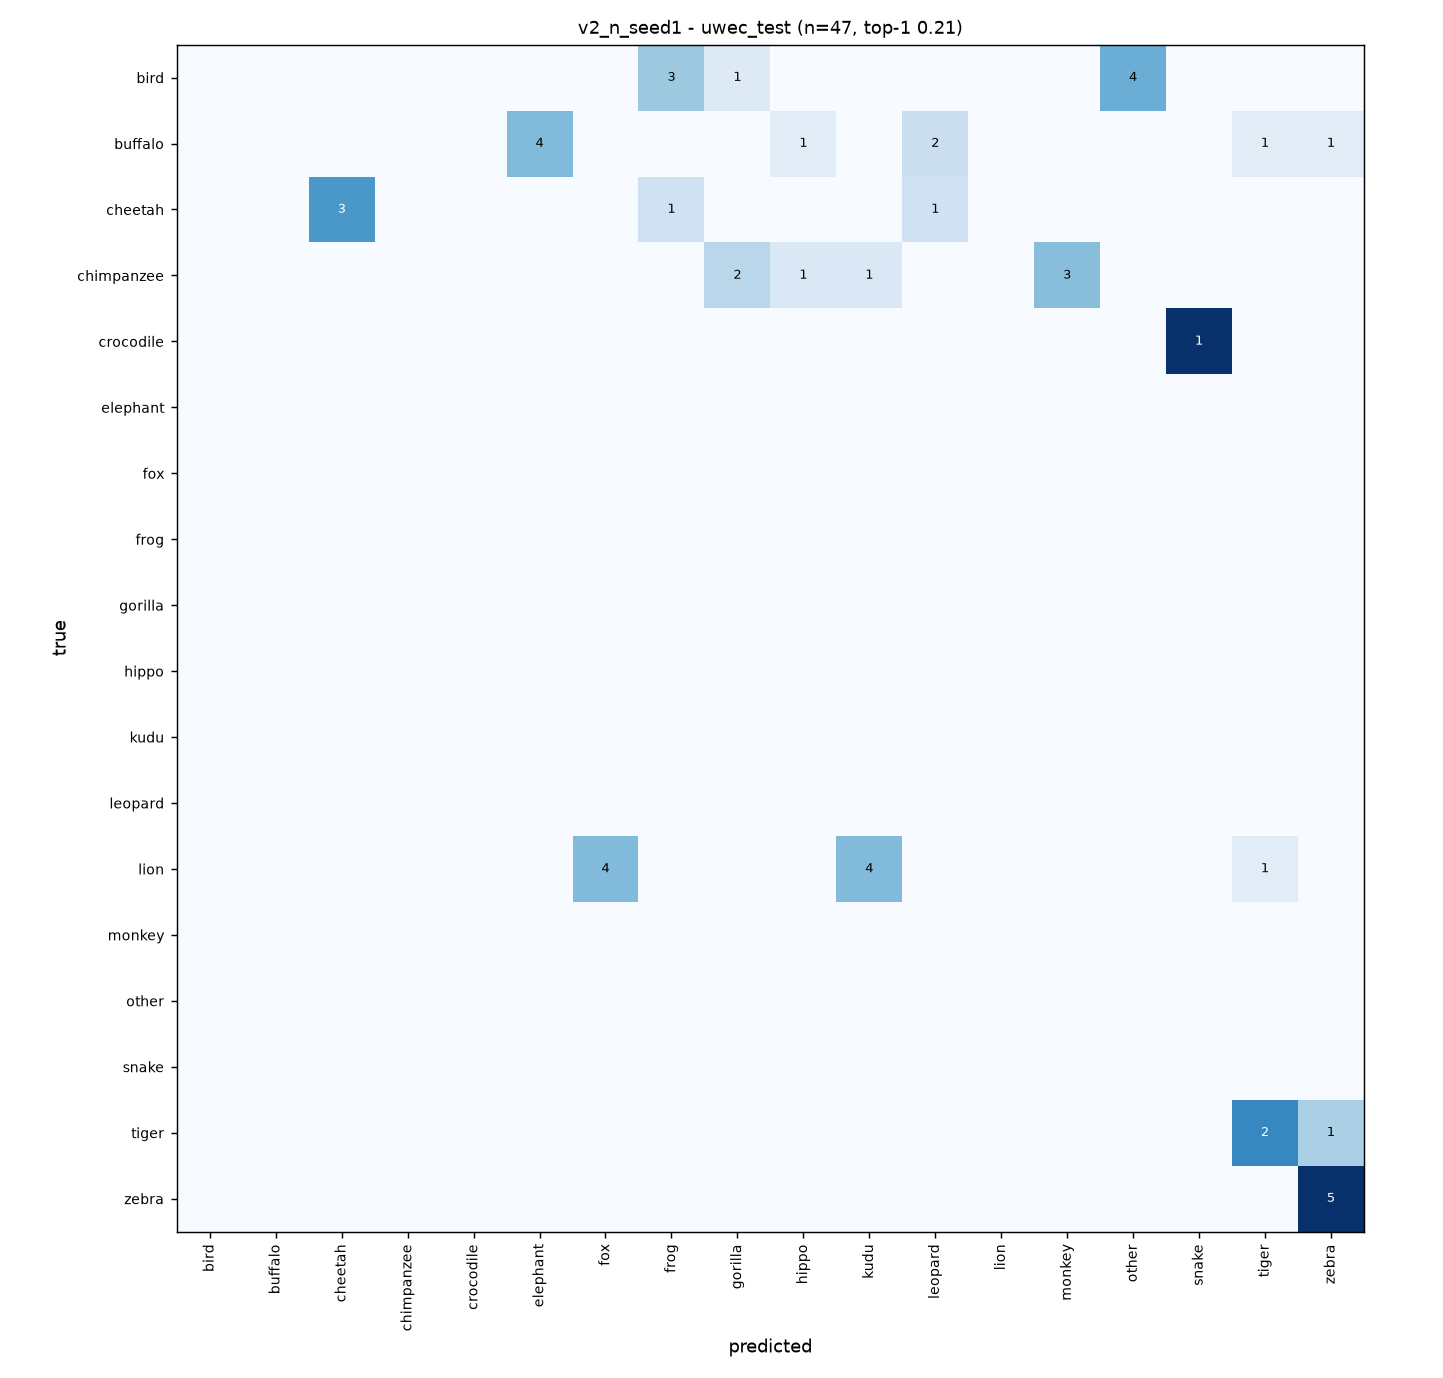 v2_n_seed1 - uwec_test (n=47, top-1 0.21)
bird 3 1 4
buffalo 4 1 2 1 1
cheetah 3 1 1
chimpanzee 2 1 1 3
crocodile 1
elephant
fox
frog
gorilla
hippo
kudu
leopard
lion 4 4 1
monkey
other
snake
tiger 2 1
zebra 5
true
bird buffalo cheetah chimpanzee crocodile elephant fox frog gorilla hippo kudu leopard lion monkey other snake tiger zebra
predicted